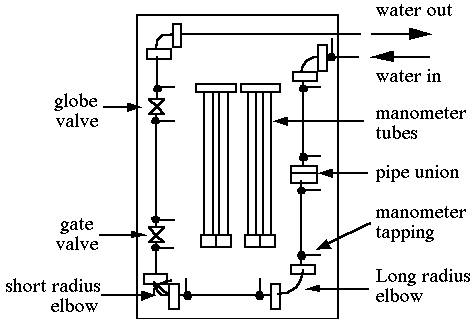 water out
water in
globe
valve
manometer
tubes
pipe union
gate
valve
manometer
tapping
short radius
elbow
Long radius
elbow